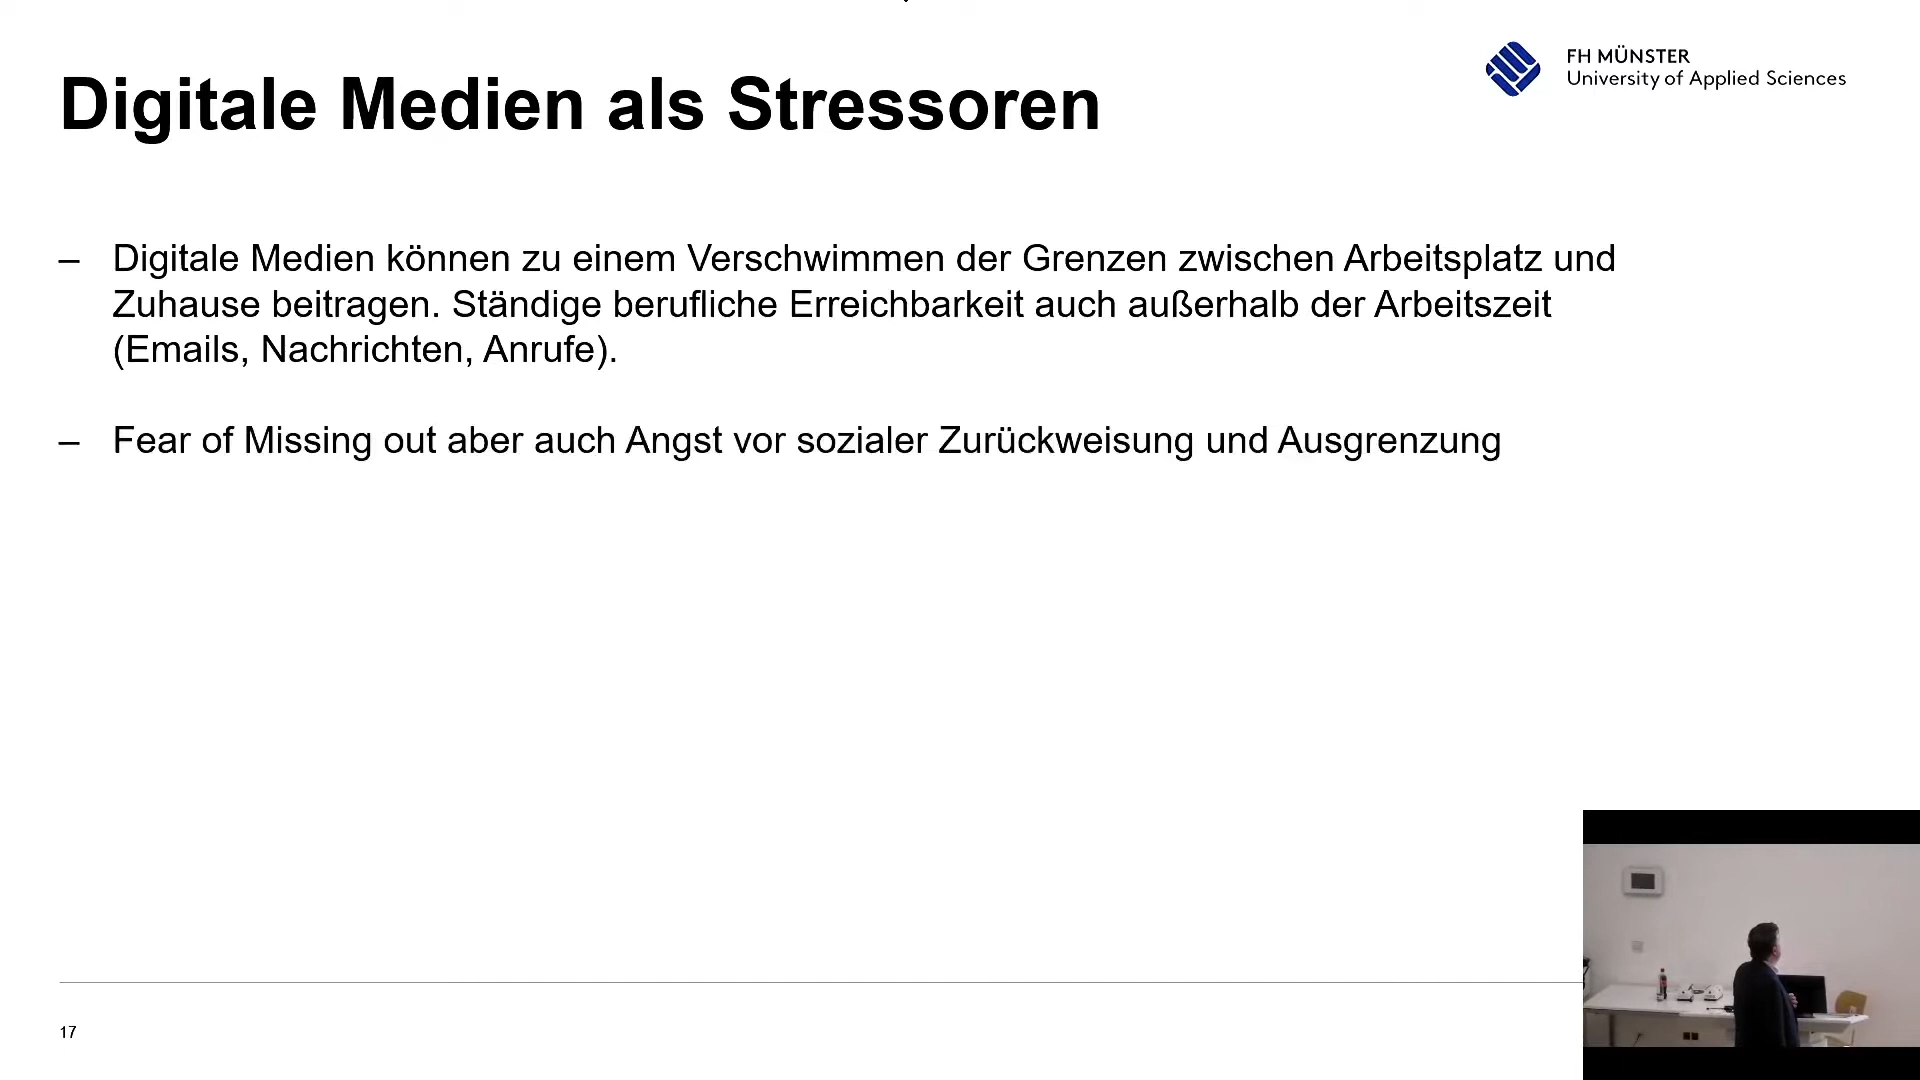 Digitale Medien als Stressoren
FH MÜNSTER
University of Applied Sciences
– Digitale Medien können zu einem Verschwimmen der Grenzen zwischen Arbeitsplatz und
Zuhause beitragen. Ständige berufliche Erreichbarkeit auch außerhalb der Arbeitszeit
(Emails, Nachrichten, Anrufe).
– Fear of Missing out aber auch Angst vor sozialer Zurückweisung und Ausgrenzung
17